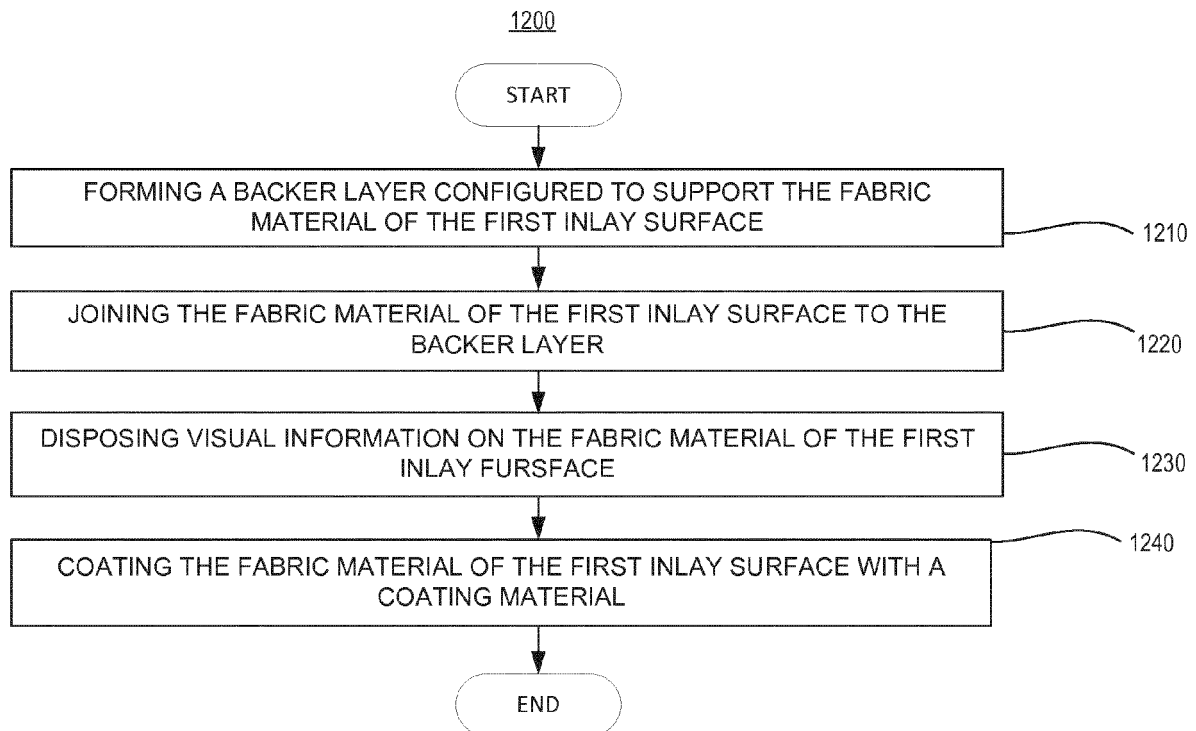 1200
START
FORMING A BACKER LAYER CONFIGURED TO SUPPORT THE FABRIC
MATERIAL OF THE FIRST INLAY SURFACE
1210
JOINING THE FABRIC MATERIAL OF THE FIRST INLAY SURFACE TO THE
BACKER LAYER
1220
DISPOSING VISUAL INFORMATION ON THE FABRIC MATERIAL OF THE FIRST
INLAY FURSFACE
1230
COATING THE FABRIC MATERIAL OF THE FIRST INLAY SURFACE WITH A
COATING MATERIAL
1240
END